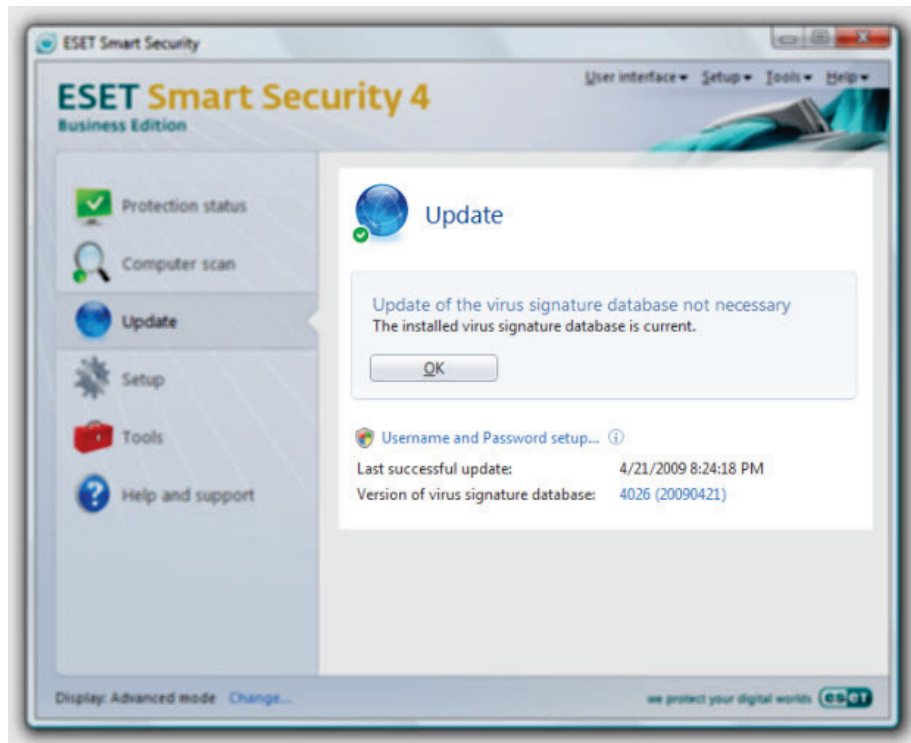 ESET Smart Security
User interface Setup Tools Help
ESET Smart Security 4
Business Edition
Protection status
Computer scan
Update
Setup
Tools
Help and support
Update
Update of the virus signature database not necessary
The installed virus signature database is current.
OK
Username and Password setup...
Last successful update: 4/21/2009 8:24:18 PM
Version of virus signature database: 4026 (20090421)
Display: Advanced mode Change...
we protect your digital worlds eset